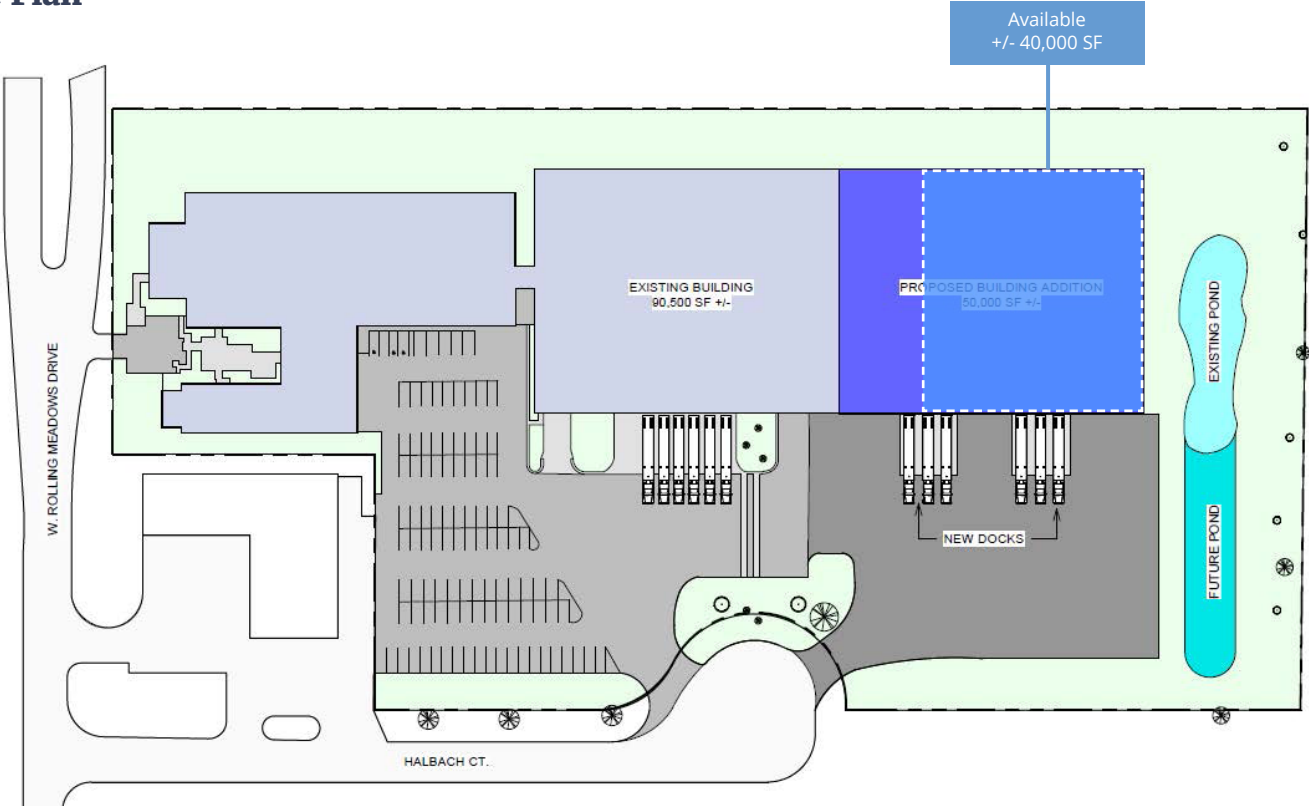 Plan
Available
+/- 40,000 SF
EXISTING BUILDING
90,500 SF +/-
PROPOSED BUILDING ADDITION
50,000 SF +/-
EXISTING POND
W. ROLLING MEADOWS DRIVE
NEW DOCKS
FUTURE POND
HALBACH CT.